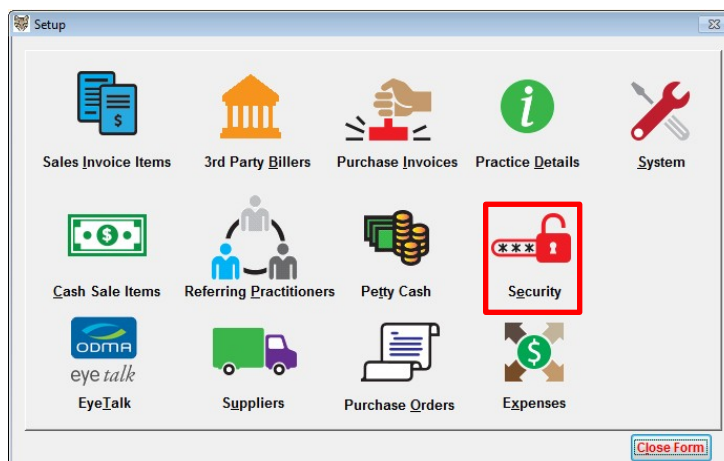 Setup
Sales Invoice Items
3rd Party Billers
Purchase Invoices
Practice Details
System
Cash Sale Items
Referring Practitioners
Petty Cash
***
Security
ODMA
eye talk
EyeTalk
Suppliers
Purchase Orders
Expenses
Close Form